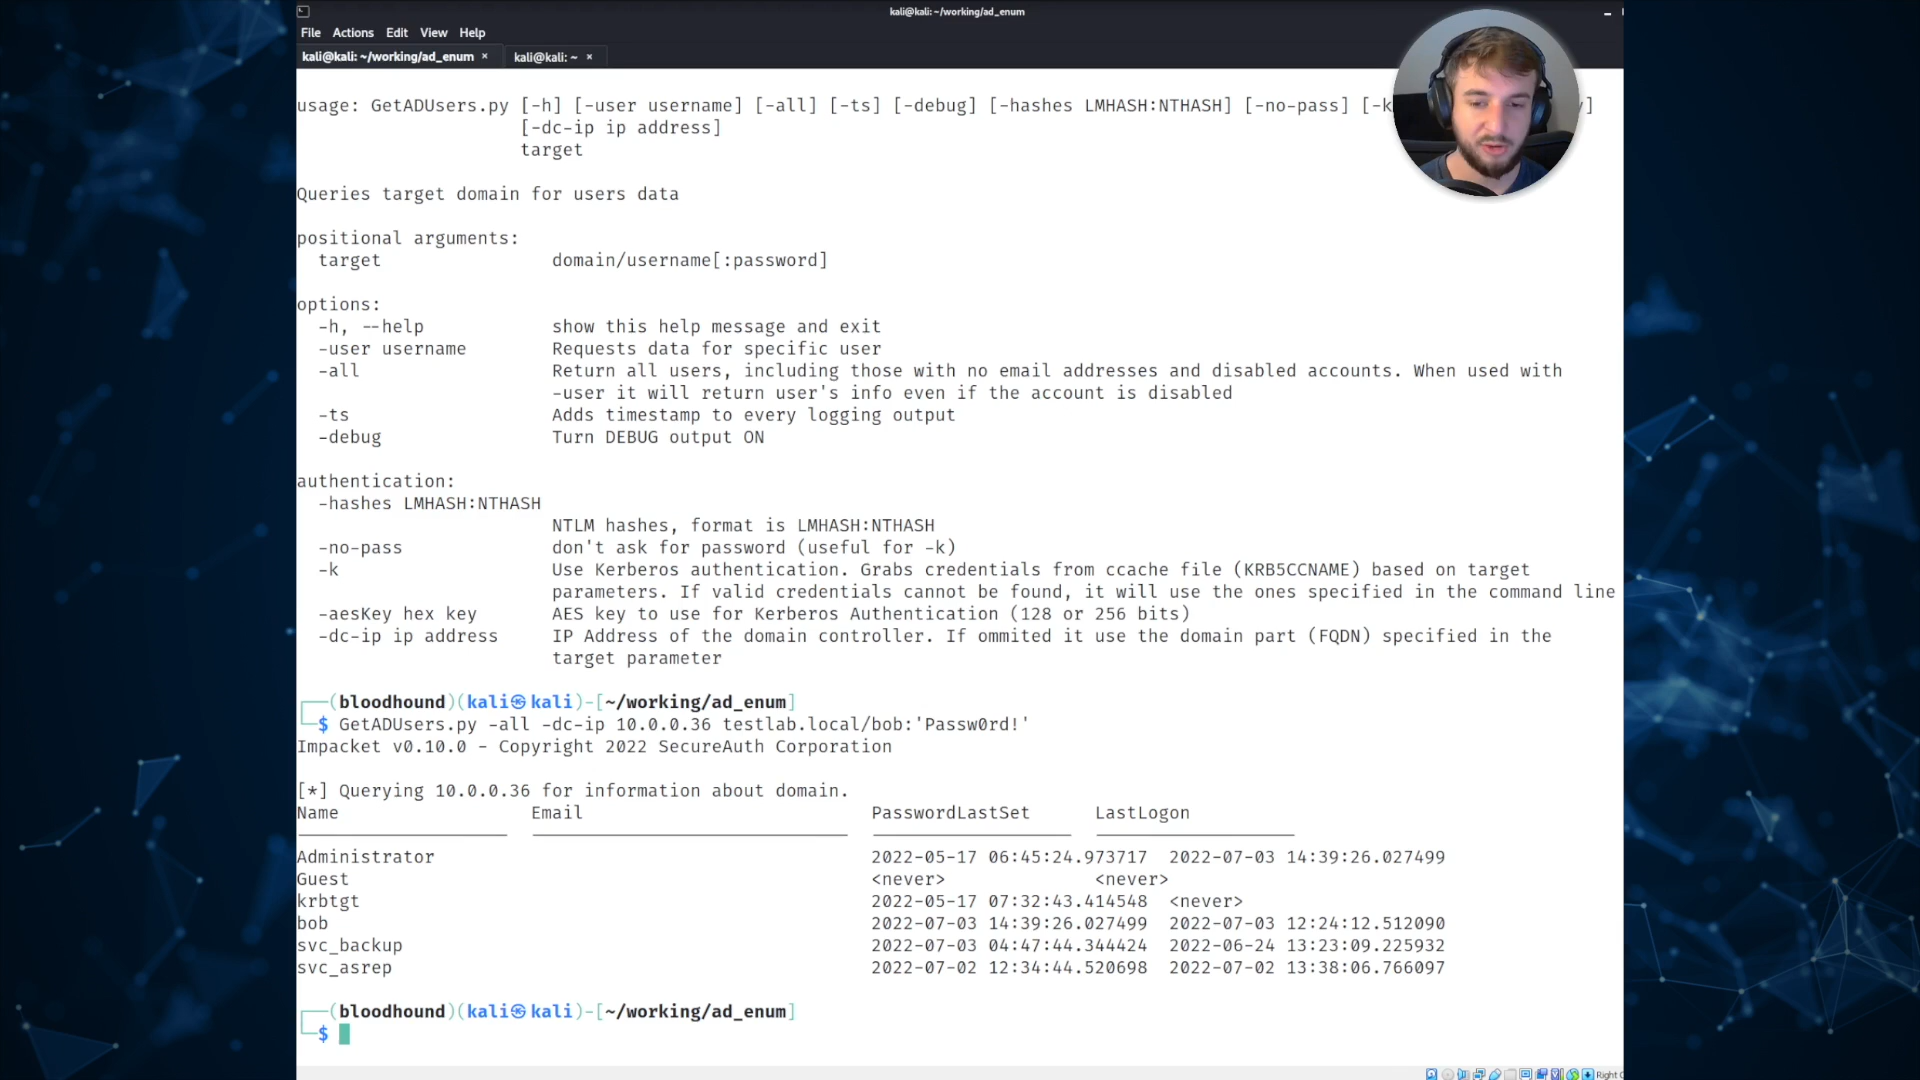 kali@kali: ~/working/ad_enum
File Actions Edit View Help
kali@kali: ~/working/ad_enum × kali@kali: ~ ×
usage: GetADUsers.py [-h] [-user username] [-all] [-ts] [-debug] [-hashes LMHASH:NTHASH] [-no-pass] [-k ]
[-dc-ip ip address]
target
Queries target domain for users data
positional arguments:
target domain/username[:password]
options:
-h, --help show this help message and exit
-user username Requests data for specific user
-all Return all users, including those with no email addresses and disabled accounts. When used with
-user it will return user's info even if the account is disabled
-ts Adds timestamp to every logging output
-debug Turn DEBUG output ON
authentication:
-hashes LMHASH:NTHASH
NTLM hashes, format is LMHASH:NTHASH
-no-pass don't ask for password (useful for -k)
-k Use Kerberos authentication. Grabs credentials from ccache file (KRB5CCNAME) based on target
parameters. If valid credentials cannot be found, it will use the ones specified in the command line
-aesKey hex key AES key to use for Kerberos Authentication (128 or 256 bits)
-dc-ip ip address IP Address of the domain controller. If ommited it use the domain part (FQDN) specified in the
target parameter
(bloodhound)(kali㉿kali)-[~/working/ad_enum]
$ GetADUsers.py -all -dc-ip 10.0.0.36 testlab.local/bob:'Passw0rd!'
Impacket v0.10.0 - Copyright 2022 SecureAuth Corporation
[*] Querying 10.0.0.36 for information about domain.
Name Email PasswordLastSet LastLogon
Administrator 2022-05-17 06:45:24.973717 2022-07-03 14:39:26.027499
Guest <never> <never>
krbtgt 2022-05-17 07:32:43.414548 <never>
bob 2022-07-03 14:39:26.027499 2022-07-03 12:24:12.512090
svc_backup 2022-07-03 04:47:44.344424 2022-06-24 13:23:09.225932
svc_asrep 2022-07-02 12:34:44.520698 2022-07-02 13:38:06.766097
(bloodhound)(kali㉿kali)-[~/working/ad_enum]
$
Right